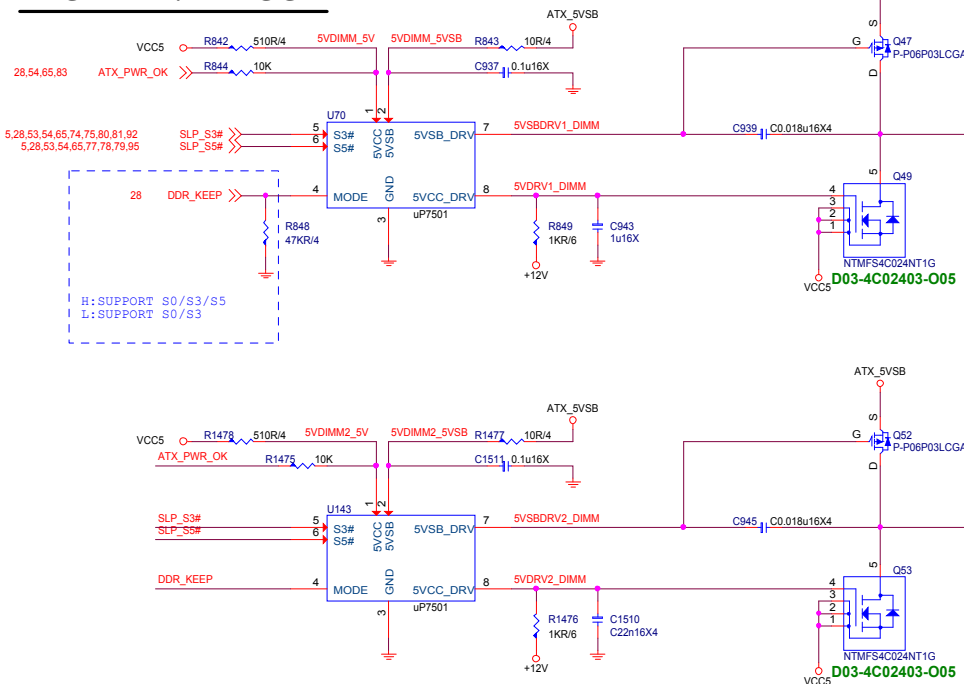 ATX_5VSB
VCC5 R842 510R/4 5VDIMM_5V 5VDIMM_5VSB R843 10R/4
28,54,65,83 ATX_PWR_OK R844 10K C937 0.1u16X
S
G Q47
P-P06P03LCGA
D
U70
1 2
5,28,53,54,65,74,75,80,81,92 SLP_S3# 5 S3# 5VCC 5VSB 5VSB_DRV 7 5VSBDRV1_DIMM C939 C0.018u16X4
5,28,53,54,65,77,78,79,95 SLP_S5# 6 S5#
28 DDR_KEEP 4 MODE GND 5VCC_DRV 8 5VDRV1_DIMM
3 uP7501
R848
47KR/4
R849
1KR/6
C943
1u16X
+12V
5 Q49
4
3
2
1
NTMFS4C024NT1G
VCC5 D03-4C02403-O05
H:SUPPORT S0/S3/S5
L:SUPPORT S0/S3
ATX_5VSB
ATX_5VSB
VCC5 R1478 510R/4 5VDIMM2_5V 5VDIMM2_5VSB R1477 10R/4
ATX_PWR_OK R1475 10K C1511 0.1u16X
S
G Q52
P-P06P03LCGA
D
U143
1 2
SLP_S3# 5 S3# 5VCC 5VSB 5VSB_DRV 7 5VSBDRV2_DIMM C945 C0.018u16X4
SLP_S5# 6 S5#
DDR_KEEP 4 MODE GND 5VCC_DRV 8 5VDRV2_DIMM
3 uP7501
R1476
1KR/6
C1510
C22n16X4
+12V
5 Q53
4
3
2
1
NTMFS4C024NT1G
VCC5 D03-4C02403-O05